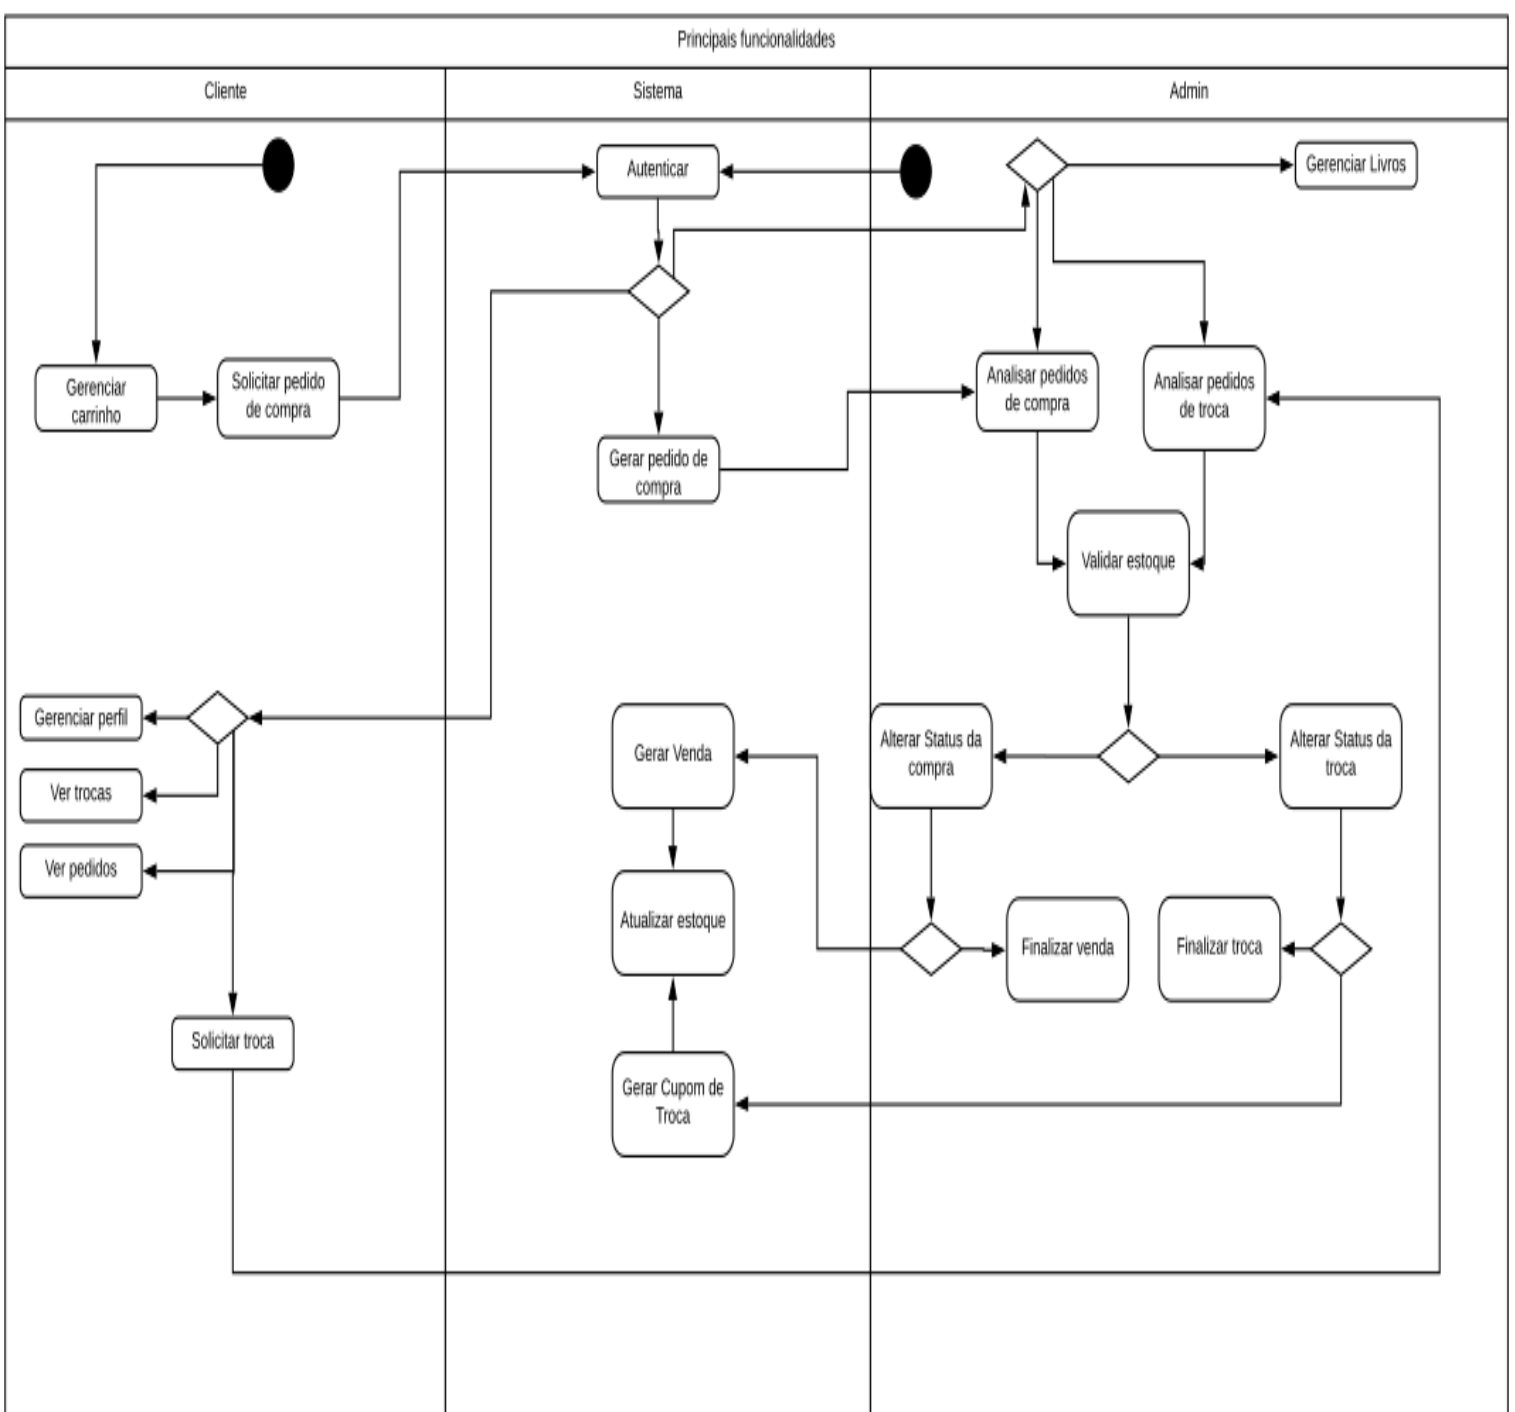 Principais funcionalidades
Cliente
Sistema
Admin
Autenticar
Gerenciar Livros
Gerenciar
carrinho
Solicitar pedido
de compra
Analisar pedidos
de compra
Analisar pedidos
de troca
Gerar pedido de
compra
Validar estoque
Gerenciar perfil
Ver trocas
Ver pedidos
Gerar Venda
Alterar Status da
compra
Alterar Status da
troca
Atualizar estoque
Finalizar venda
Finalizar troca
Solicitar troca
Gerar Cupom de
Troca